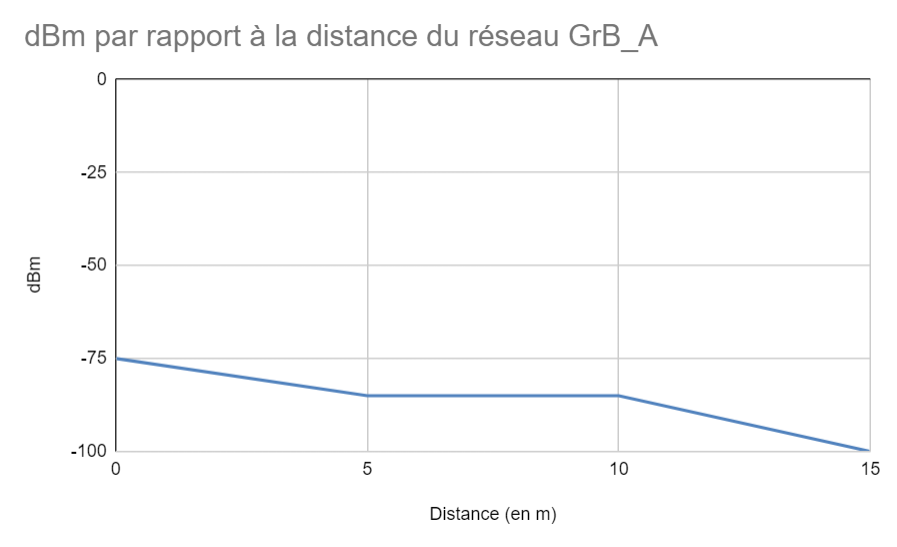 dBm par rapport à la distance du réseau GrB_A
0
-25
-50
-75
-100
dBm
0 5 10 15
Distance (en m)